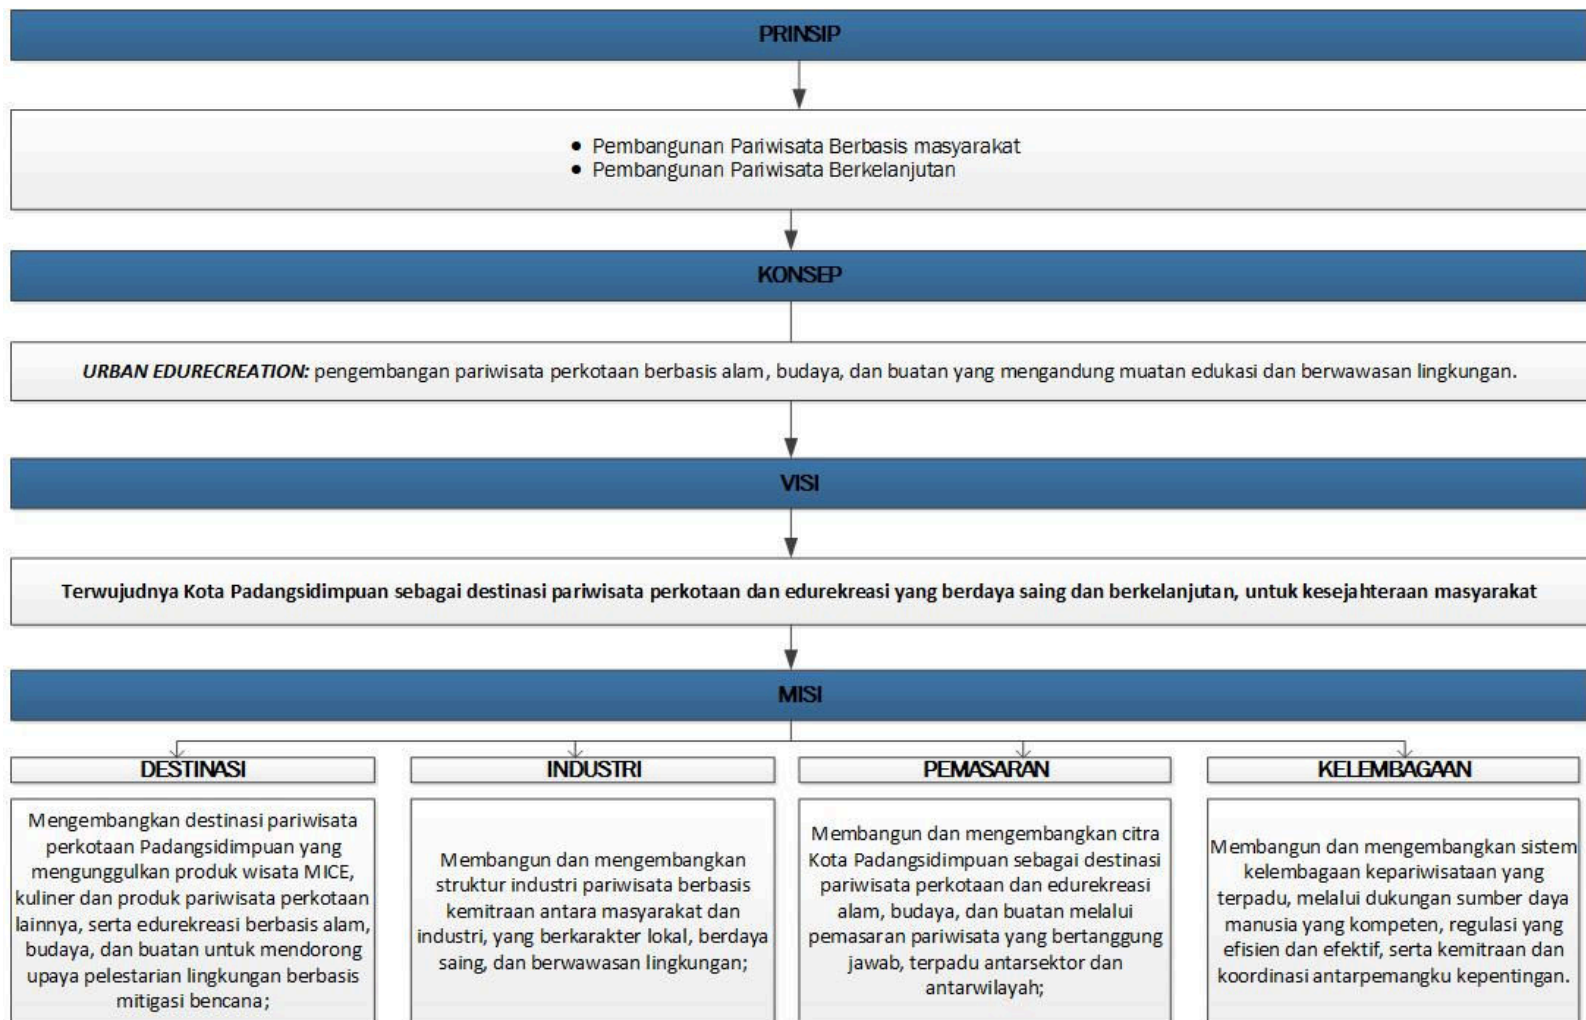 PRINSIP
• Pembangunan Pariwisata Berbasis masyarakat
• Pembangunan Pariwisata Berkelanjutan
KONSEP
URBAN EDURECREATION: pengembangan pariwisata perkotaan berbasis alam, budaya, dan buatan yang mengandung muatan edukasi dan berwawasan lingkungan.
VISI
Terwujudnya Kota Padangsidimpuan sebagai destinasi pariwisata perkotaan dan edurekreasi yang berdaya saing dan berkelanjutan, untuk kesejahteraan masyarakat
MISI
DESTINASI
Mengembangkan destinasi pariwisata
perkotaan Padangsidimpuan yang
mengunggulkan produk wisata MICE,
kuliner dan produk pariwisata perkotaan
lainnya, serta edurekreasi berbasis alam,
budaya, dan buatan untuk mendorong
upaya pelestarian lingkungan berbasis
mitigasi bencana;
INDUSTRI
Membangun dan mengembangkan
struktur industri pariwisata berbasis
kemitraan antara masyarakat dan
industri, yang berkarakter lokal, berdaya
saing, dan berwawasan lingkungan;
PEMASARAN
Membangun dan mengembangkan citra
Kota Padangsidimpuan sebagai destinasi
pariwisata perkotaan dan edurekreasi
alam, budaya, dan buatan melalui
pemasaran pariwisata yang bertanggung
jawab, terpadu antarsektor dan
antarwilayah;
KELEMBAGAAN
Membangun dan mengembangkan sistem
kelembagaan kepariwisataan yang
terpadu, melalui dukungan sumber daya
manusia yang kompeten, regulasi yang
efisien dan efektif, serta kemitraan dan
koordinasi antarpemangku kepentingan.